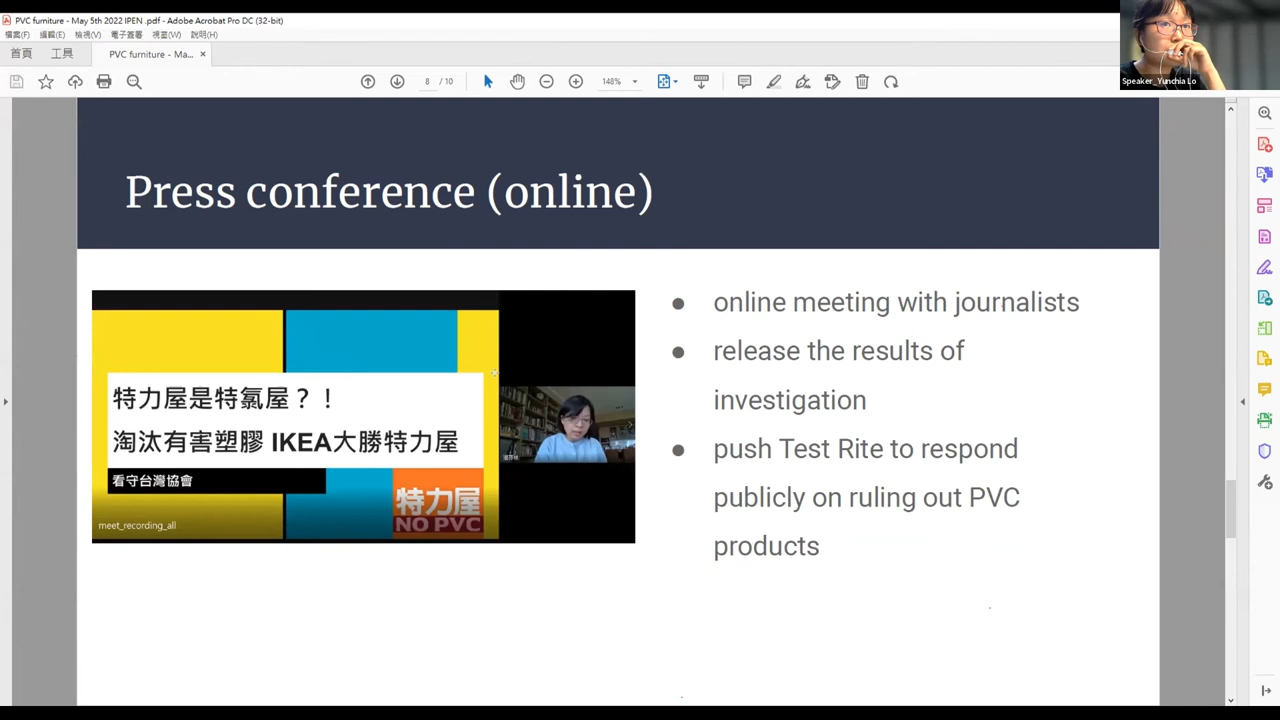 PVC furniture - May 5th 2022 IPEN .pdf - Adobe Acrobat Pro DC (32-bit)
檔案(F) 編輯(E) 檢視(V) 電子簽署 視窗(W) 說明(H)
首頁 工具 PVC furniture - Ma... ×
8 / 10 148%
Speaker_Yunchia Lo
Press conference (online)
特力屋是特氯屋？！
淘汰有害塑膠 IKEA大勝特力屋
看守台灣協會
特力屋
NO PVC
meet_recording_all
● online meeting with journalists
● release the results of
investigation
● push Test Rite to respond
publicly on ruling out PVC
products